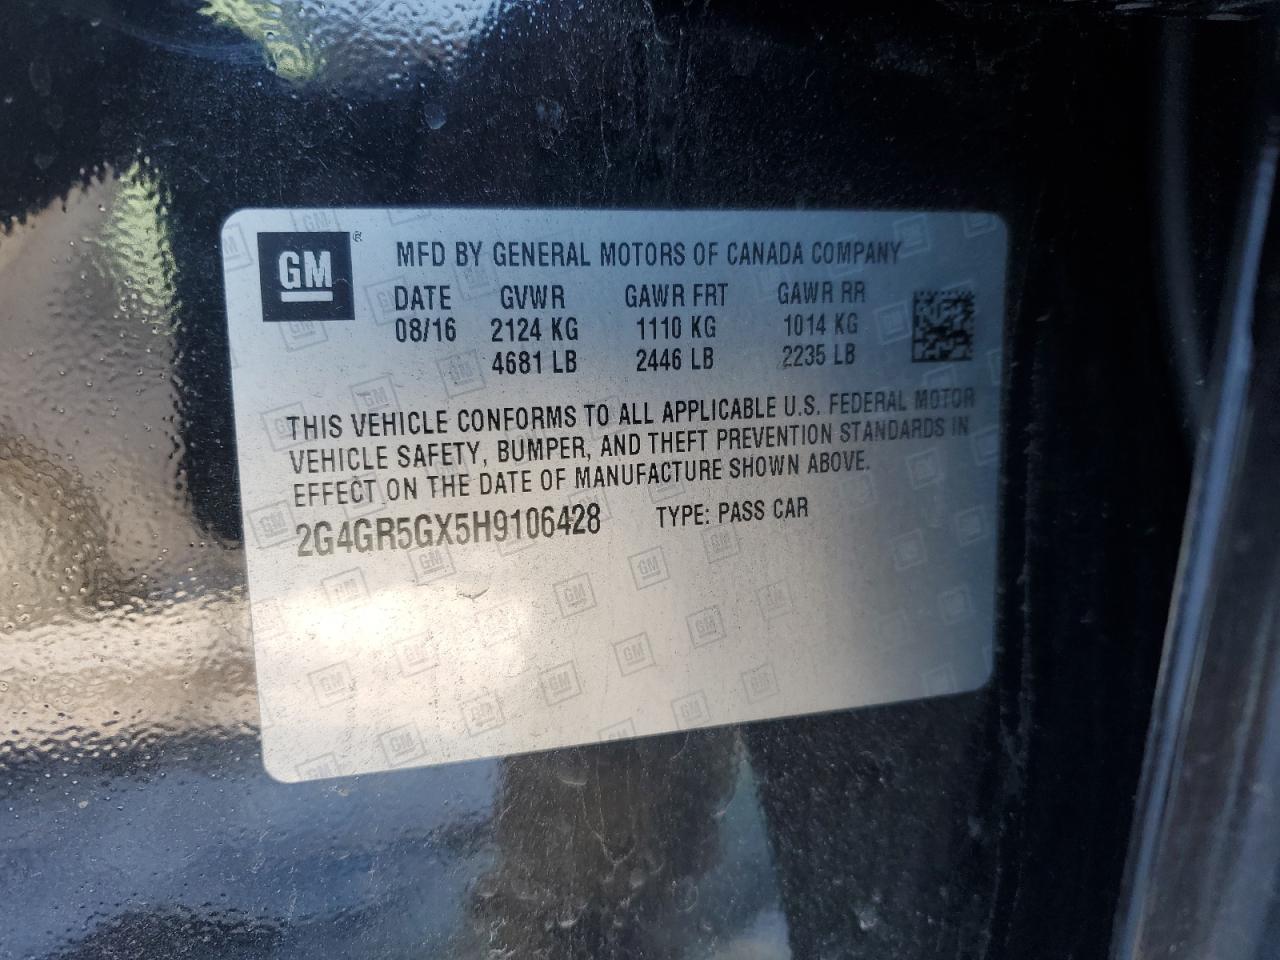 GM®
MFD BY GENERAL MOTORS OF CANADA COMPANY
DATE GVWR GAWR FRT GAWR RR
08/16 2124 KG 1110 KG 1014 KG
4681 LB 2446 LB 2235 LB
THIS VEHICLE CONFORMS TO ALL APPLICABLE U.S. FEDERAL MOTOR
VEHICLE SAFETY, BUMPER, AND THEFT PREVENTION STANDARDS IN
EFFECT ON THE DATE OF MANUFACTURE SHOWN ABOVE.
2G4GR5GX5H9106428 TYPE: PASS CAR